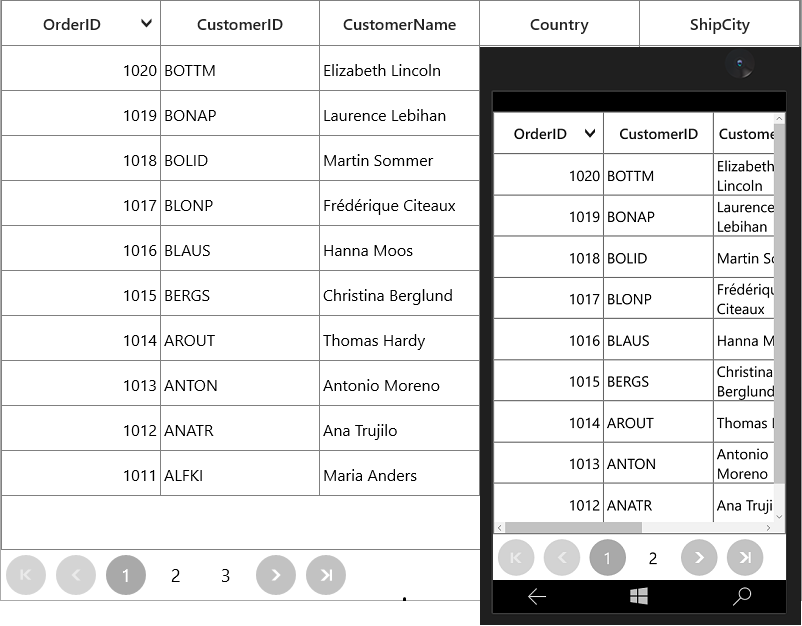 OrderID CustomerID CustomerName Country ShipCity
1020 BOTTM Elizabeth Lincoln
1019 BONAP Laurence Lebihan
1018 BOLID Martin Sommer
1017 BLONP Frédérique Citeaux
1016 BLAUS Hanna Moos
1015 BERGS Christina Berglund
1014 AROUT Thomas Hardy
1013 ANTON Antonio Moreno
1012 ANATR Ana Trujilo
1011 ALFKI Maria Anders
1 2 3
OrderID CustomerID Custome
1020 BOTTM Elizabeth
Lincoln
1019 BONAP Laurence
Lebihan
1018 BOLID Martin So
1017 BLONP Frédériqu
Citeaux
1016 BLAUS Hanna M
1015 BERGS Christina
Berglund
1014 AROUT Thomas
1013 ANTON Antonio
Moreno
1012 ANATR Ana Truji
1 2